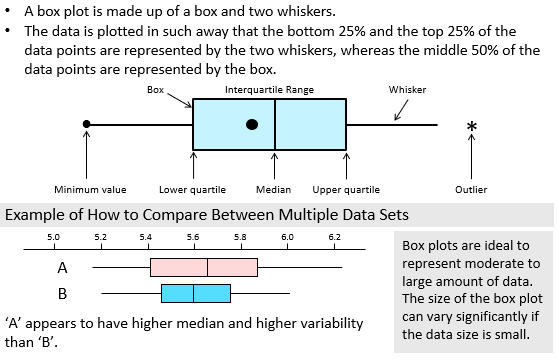 • A box plot is made up of a box and two whiskers.
• The data is plotted in such away that the bottom 25% and the top 25% of the
data points are represented by the two whiskers, whereas the middle 50% of the
data points are represented by the box.
Box
Interquartile Range
Whisker
*
Minimum value
Lower quartile
Median
Upper quartile
Outlier
Example of How to Compare Between Multiple Data Sets
5.0 5.2 5.4 5.6 5.8 6.0 6.2
A
B
‘A’ appears to have higher median and higher variability
than ‘B’.
Box plots are ideal to
represent moderate to
large amount of data.
The size of the box plot
can vary significantly if
the data size is small.